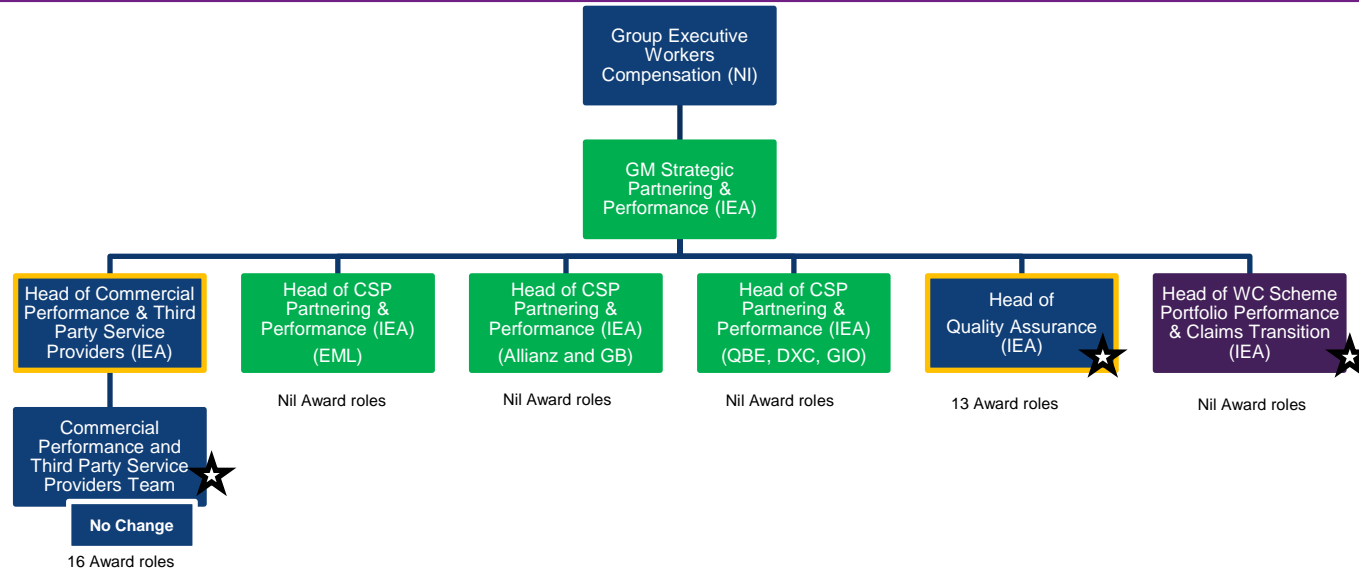 Group Executive
Workers
Compensation (NI)
GM Strategic
Partnering &
Performance (IEA)
Head of Commercial
Performance & Third
Party Service
Providers (IEA)
Head of CSP
Partnering &
Performance (IEA)
(EML)
Head of CSP
Partnering &
Performance (IEA)
(Allianz and GB)
Head of CSP
Partnering &
Performance (IEA)
(QBE, DXC, GIO)
Head of
Quality Assurance
(IEA)
Head of WC Scheme
Portfolio Performance
& Claims Transition
(IEA)
Nil Award roles
Nil Award roles
Nil Award roles
13 Award roles
Nil Award roles
Commercial
Performance and
Third Party Service
Providers Team
No Change
16 Award roles